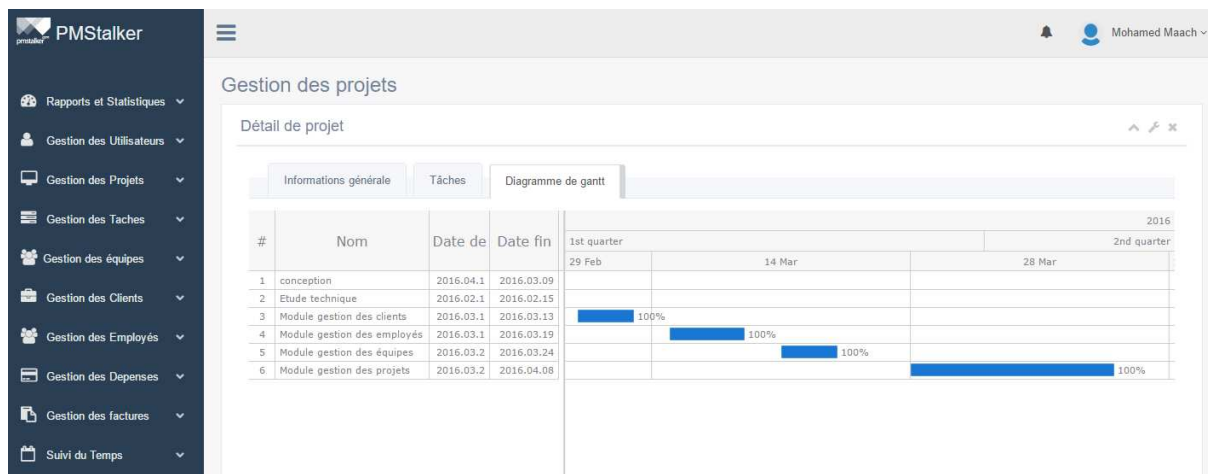 pmstalker
PMStalker
Mohamed Maach
Rapports et Statistiques
Gestion des Utilisateurs
Gestion des Projets
Gestion des Taches
Gestion des équipes
Gestion des Clients
Gestion des Employés
Gestion des Depenses
Gestion des factures
Suivi du Temps
Gestion des projets
Détail de projet
Informations générale Tâches Diagramme de gantt
2016
# Nom Date de Date fin 1st quarter 2nd quarter
29 Feb 14 Mar 28 Mar
1 conception 2016.04.1 2016.03.09
2 Etude technique 2016.02.1 2016.02.15
3 Module gestion des clients 2016.03.1 2016.03.13 100%
4 Module gestion des employés 2016.03.1 2016.03.19 100%
5 Module gestion des équipes 2016.03.2 2016.03.24 100%
6 Module gestion des projets 2016.03.2 2016.04.08 100%